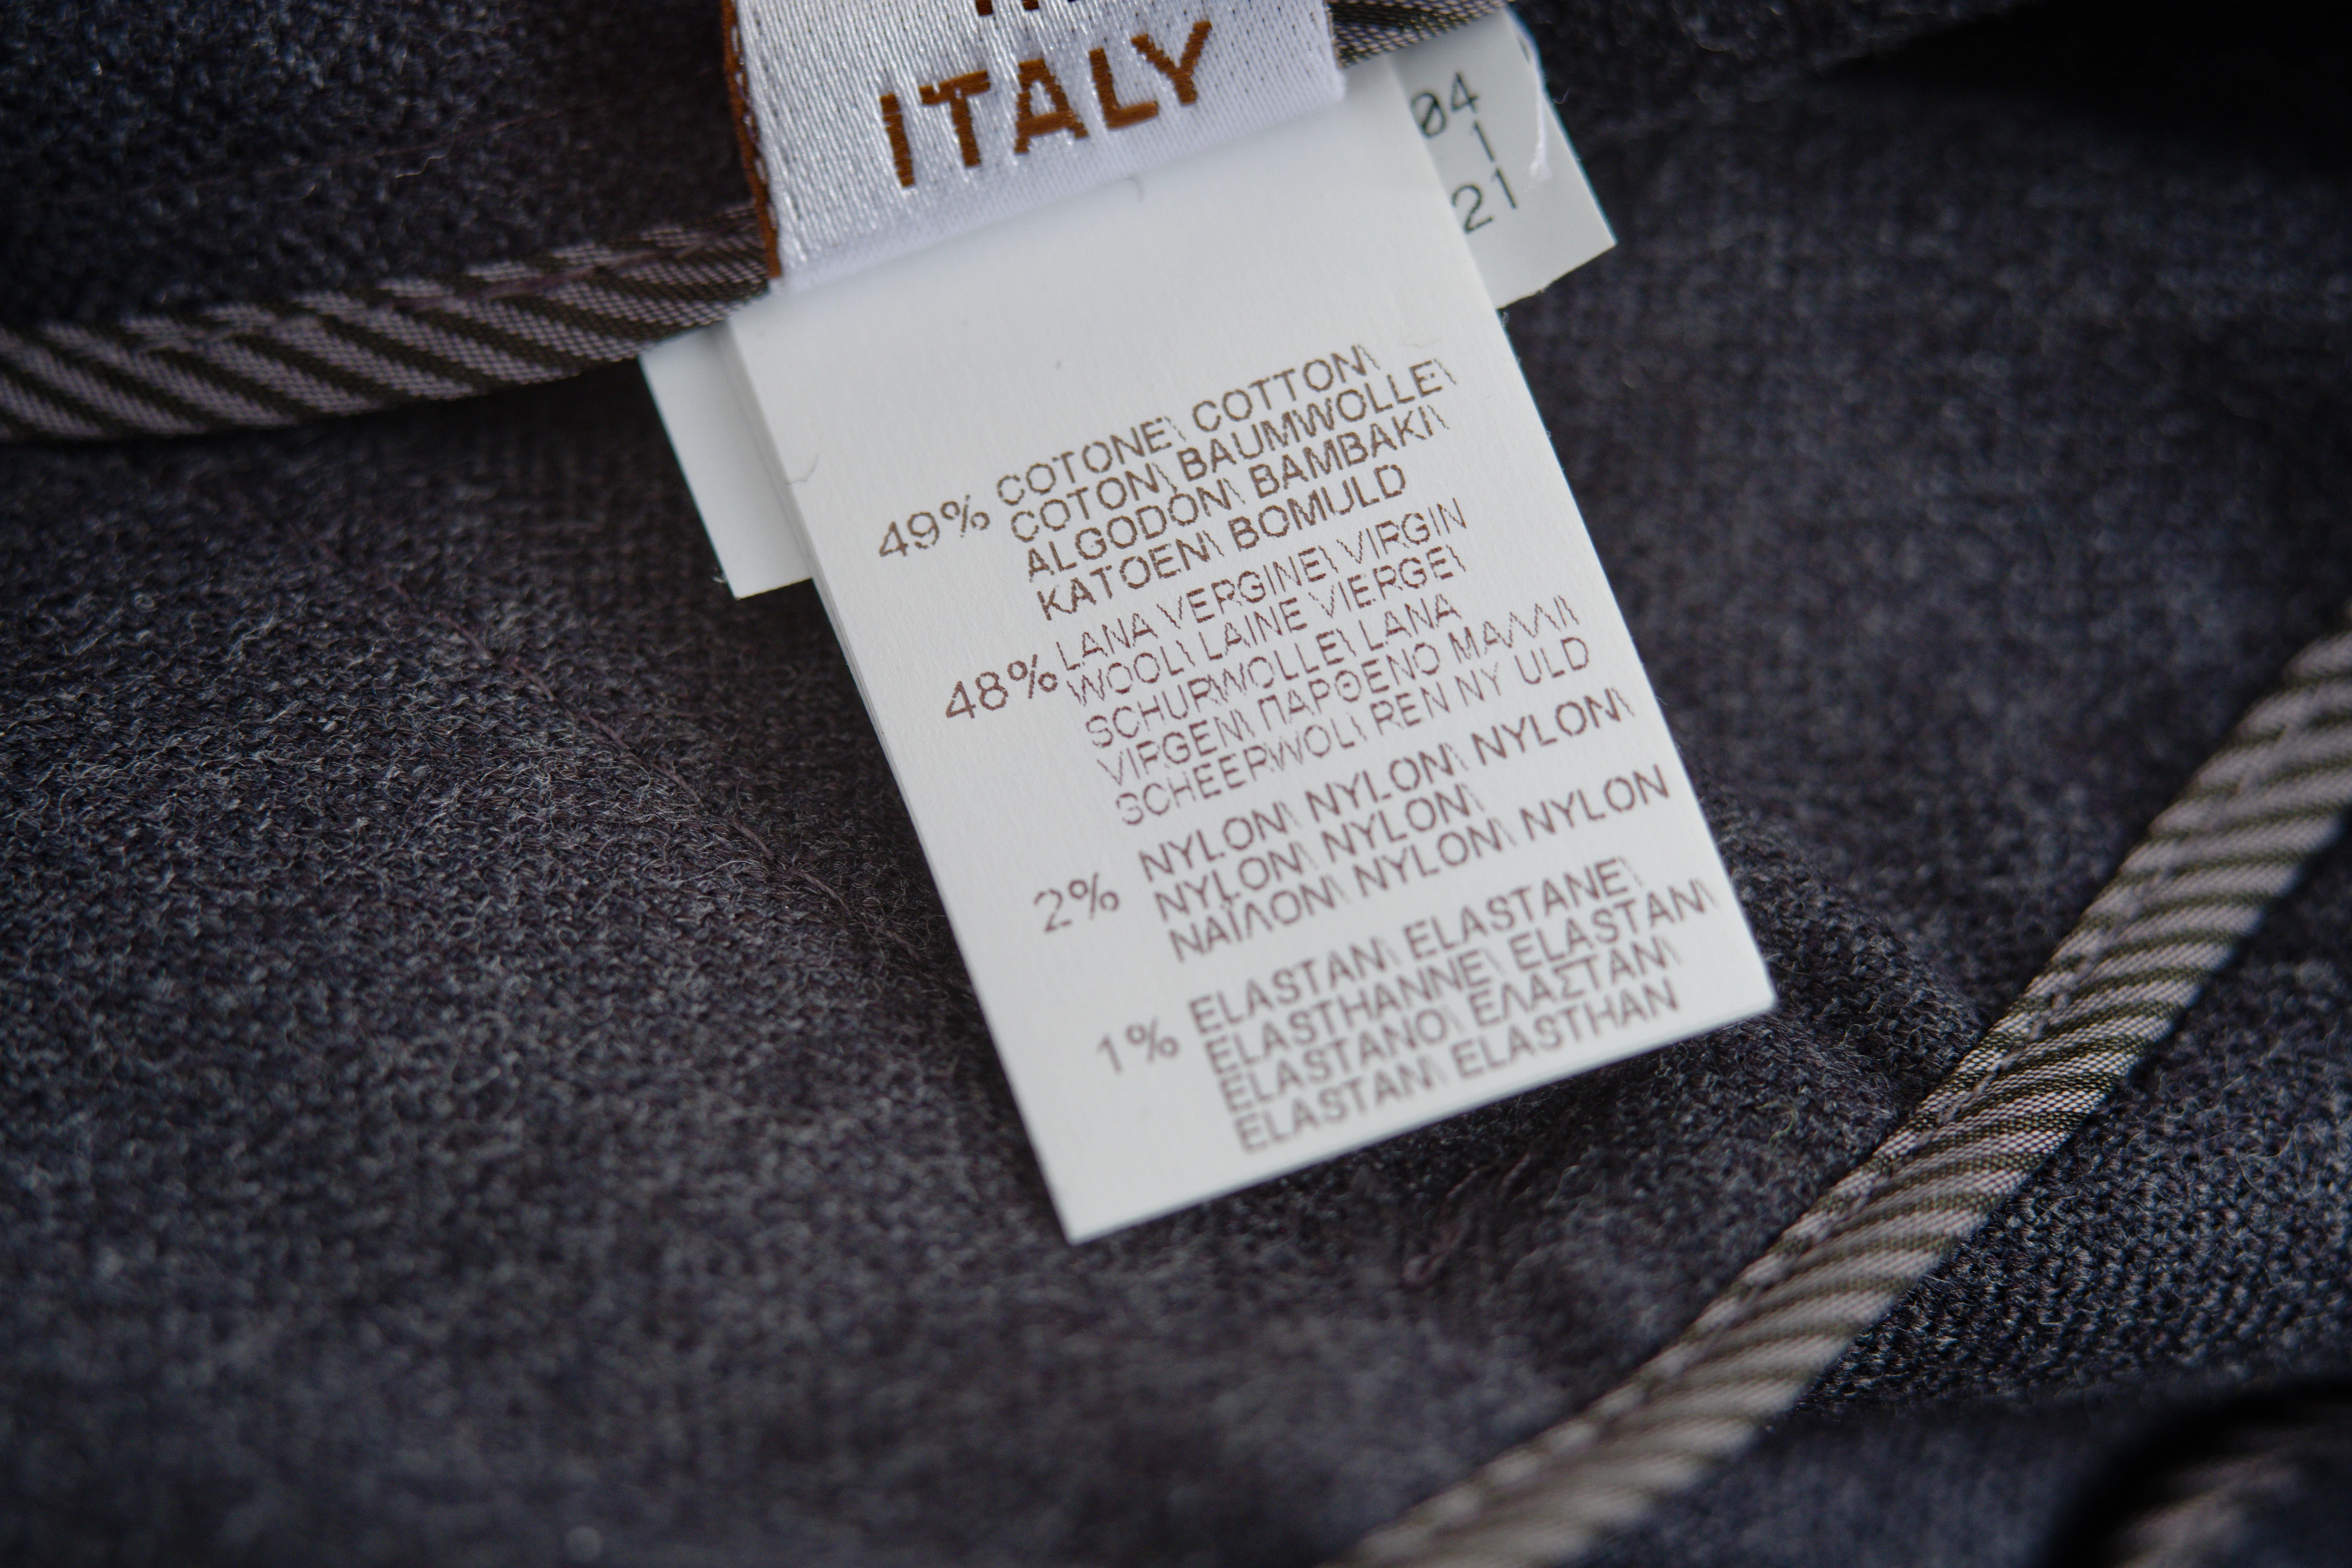 ITALY
04
1
21
49% COTONE\ COTTON\
COTON\ BAUMWOLLE\
ALGODÓN\ BAMBAKI\
KATOEN\ BOMULD
48% LANA VERGINE\ VIRGIN
WOOL\ LAINE VIERGE\
SCHURWOLLE\ LANA
VIRGEN\ ΠΑΡΘΕΝΟ ΜΑΛΛΙ\
SCHEERWOL\ REN NY ULD
2% NYLON\ NYLON\ NYLON\
NYLON\ NYLON\
ΝΑΪΛΟΝ\ NYLON\ NYLON
1% ELASTAN\ ELASTANE\
ELASTHANNE\ ELASTAN\
ELASTANO\ ΕΛΑΣΤΑΝ\
ELASTAN\ ELASTHAN